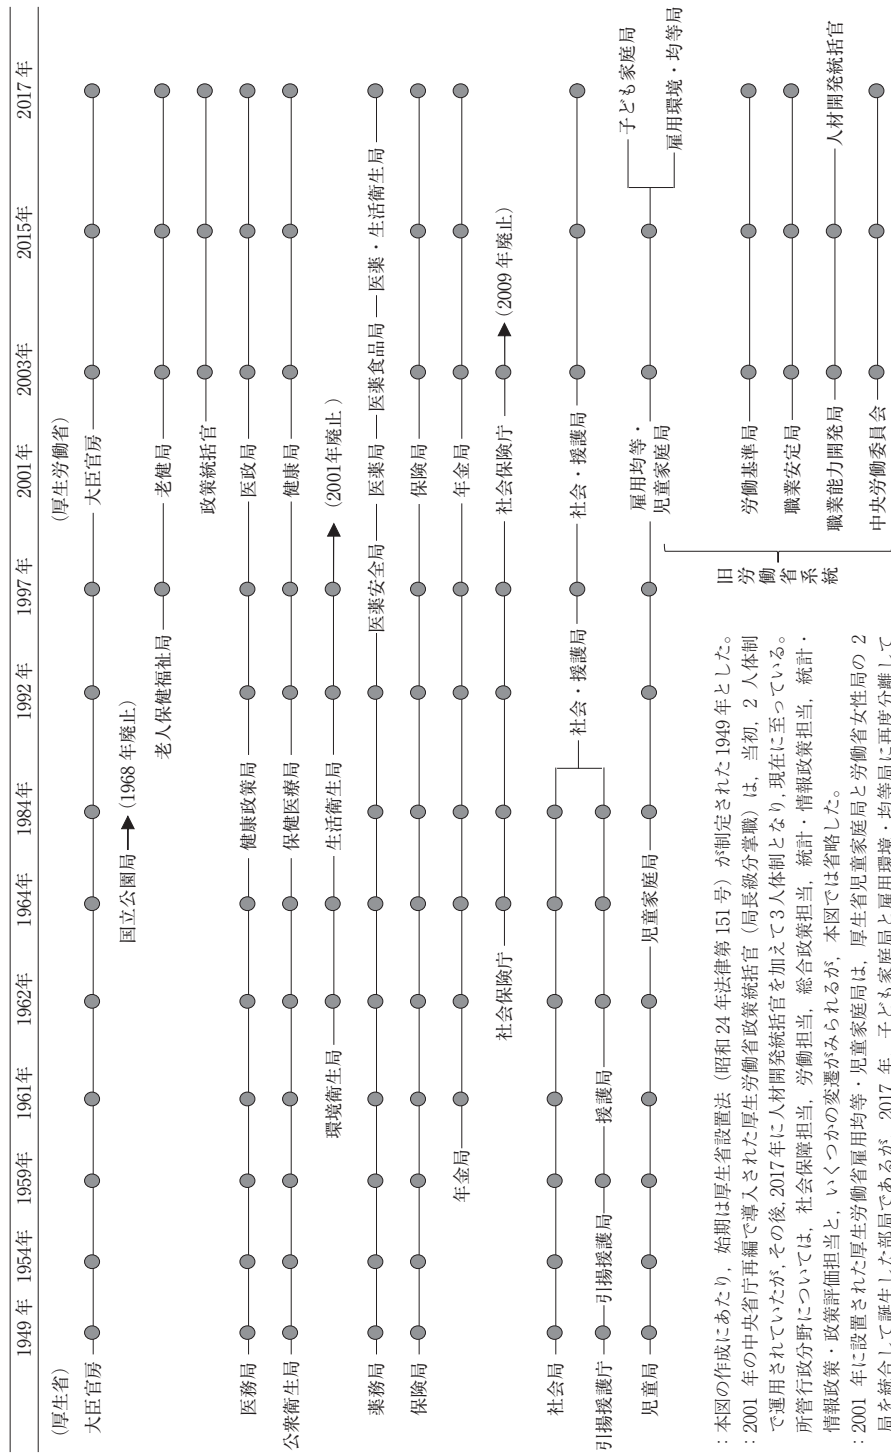 1949 年 1954年 1959年 1961年 1962年 1964年 1984年 1992 年 1997 年 2001 年 2003年 2015年 2017 年
(厚生省) (厚生労働省)
大臣官房 大臣官房
国立公園局 (1968 年廃止)
老人保健福祉局 老健局
政策統括官
医務局 健康政策局 医政局
公衆衛生局 保健医療局 健康局
環境衛生局 生活衛生局 (2001年廃止)
薬務局 医薬安全局 医薬局 医薬食品局 医薬・生活衛生局
保険局 保険局
年金局 年金局
社会保険庁 社会保険庁 (2009 年廃止)
社会局 社会・援護局 社会・援護局
引揚援護庁 引揚援護局 援護局
児童局 児童家庭局 雇用均等・
児童家庭局
子ども家庭局
雇用環境・均等局
旧労働省系統
労働基準局
職業安定局
職業能力開発局 人材開発統括官
中央労働委員会
:本図の作成にあたり，始期は厚生省設置法（昭和 24 年法律第 151 号）が制定された 1949 年とした。
:2001 年の中央省庁再編で導入された厚生労働省政策統括官（局長級分掌職）は，当初，2 人体制
で運用されていたが，その後，2017年に人材開発統括官を加えて3人体制となり，現在に至っている。
所管行政分野については，社会保障担当，労働担当，総合政策担当，統計・情報政策担当，統計・
情報政策・政策評価担当と，いくつかの変遷がみられるが，本図では省略した。
:2001 年に設置された厚生労働省雇用均等・児童家庭局は，厚生省児童家庭局と労働省女性局の 2
局を統合して誕生した部局であるが，2017 年，子ども家庭局と雇用環境・均等局に再度分離して